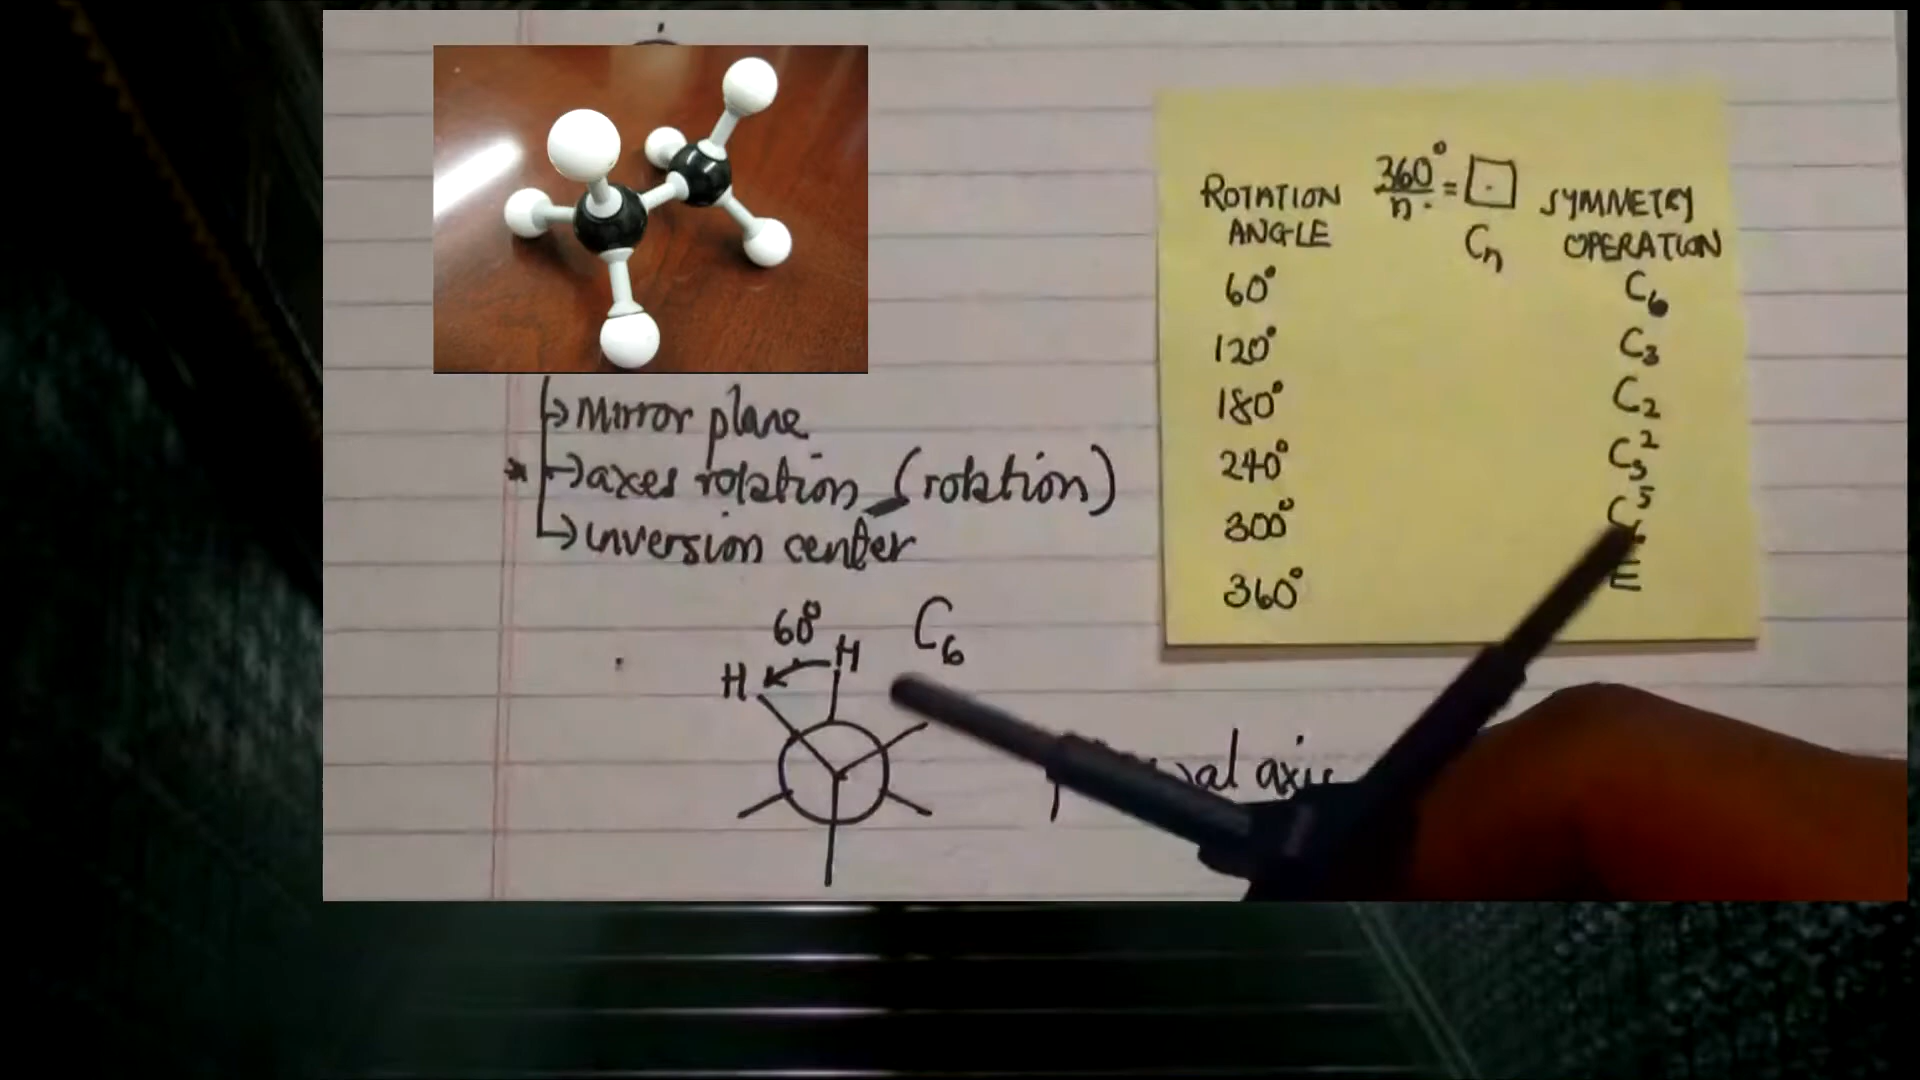 Mirror plane
axes rotation (rotation)
inversion center
60° C6
H H
axis
ROTATION ANGLE 360°/n = □ Cn SYMMETRY OPERATION
60° C6
120° C3
180° C2
240° C3²
300°
360° E